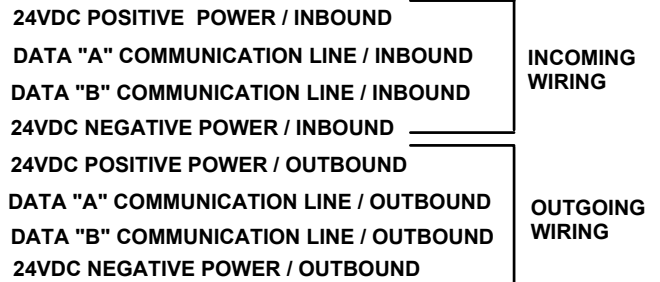 24VDC POSITIVE POWER / INBOUND
DATA "A" COMMUNICATION LINE / INBOUND
DATA "B" COMMUNICATION LINE / INBOUND
24VDC NEGATIVE POWER / INBOUND
INCOMING
WIRING
24VDC POSITIVE POWER / OUTBOUND
DATA "A" COMMUNICATION LINE / OUTBOUND
DATA "B" COMMUNICATION LINE / OUTBOUND
24VDC NEGATIVE POWER / OUTBOUND
OUTGOING
WIRING